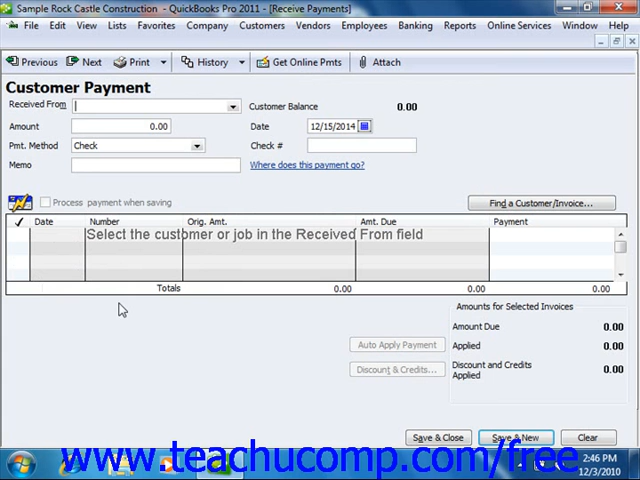 Sample Rock Castle Construction - QuickBooks Pro 2011 - [Receive Payments]
File Edit View Lists Favorites Company Customers Vendors Employees Banking Reports Online Services Window Help
Previous Next Print History Get Online Pmts Attach
Customer Payment
Received From Customer Balance 0.00
Amount 0.00 Date 12/15/2014
Pmt. Method Check Check #
Memo Where does this payment go?
Process payment when saving Find a Customer/Invoice...
Date Number Orig. Amt. Amt. Due Payment
Select the customer or job in the Received From field
Totals 0.00 0.00 0.00
Amounts for Selected Invoices
Amount Due 0.00
Auto Apply Payment Applied 0.00
Discount & Credits... Discount and Credits Applied 0.00
Save & Close Save & New Clear
www.teachucomp.com/free
2:46 PM
12/3/2010